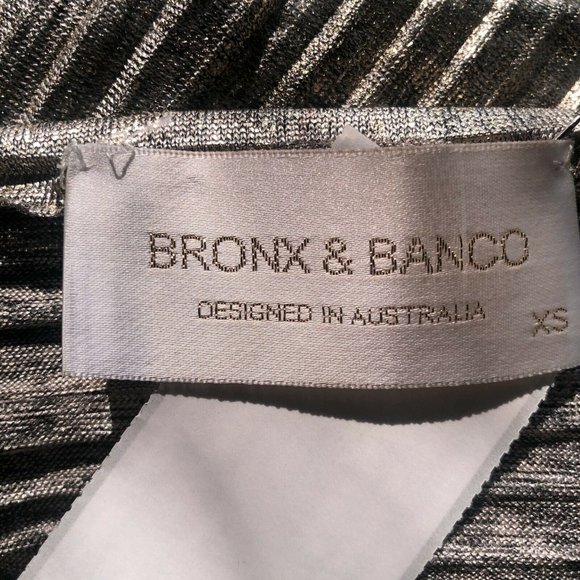 BRONX & BANCO
DESIGNED IN AUSTRALIA
XS